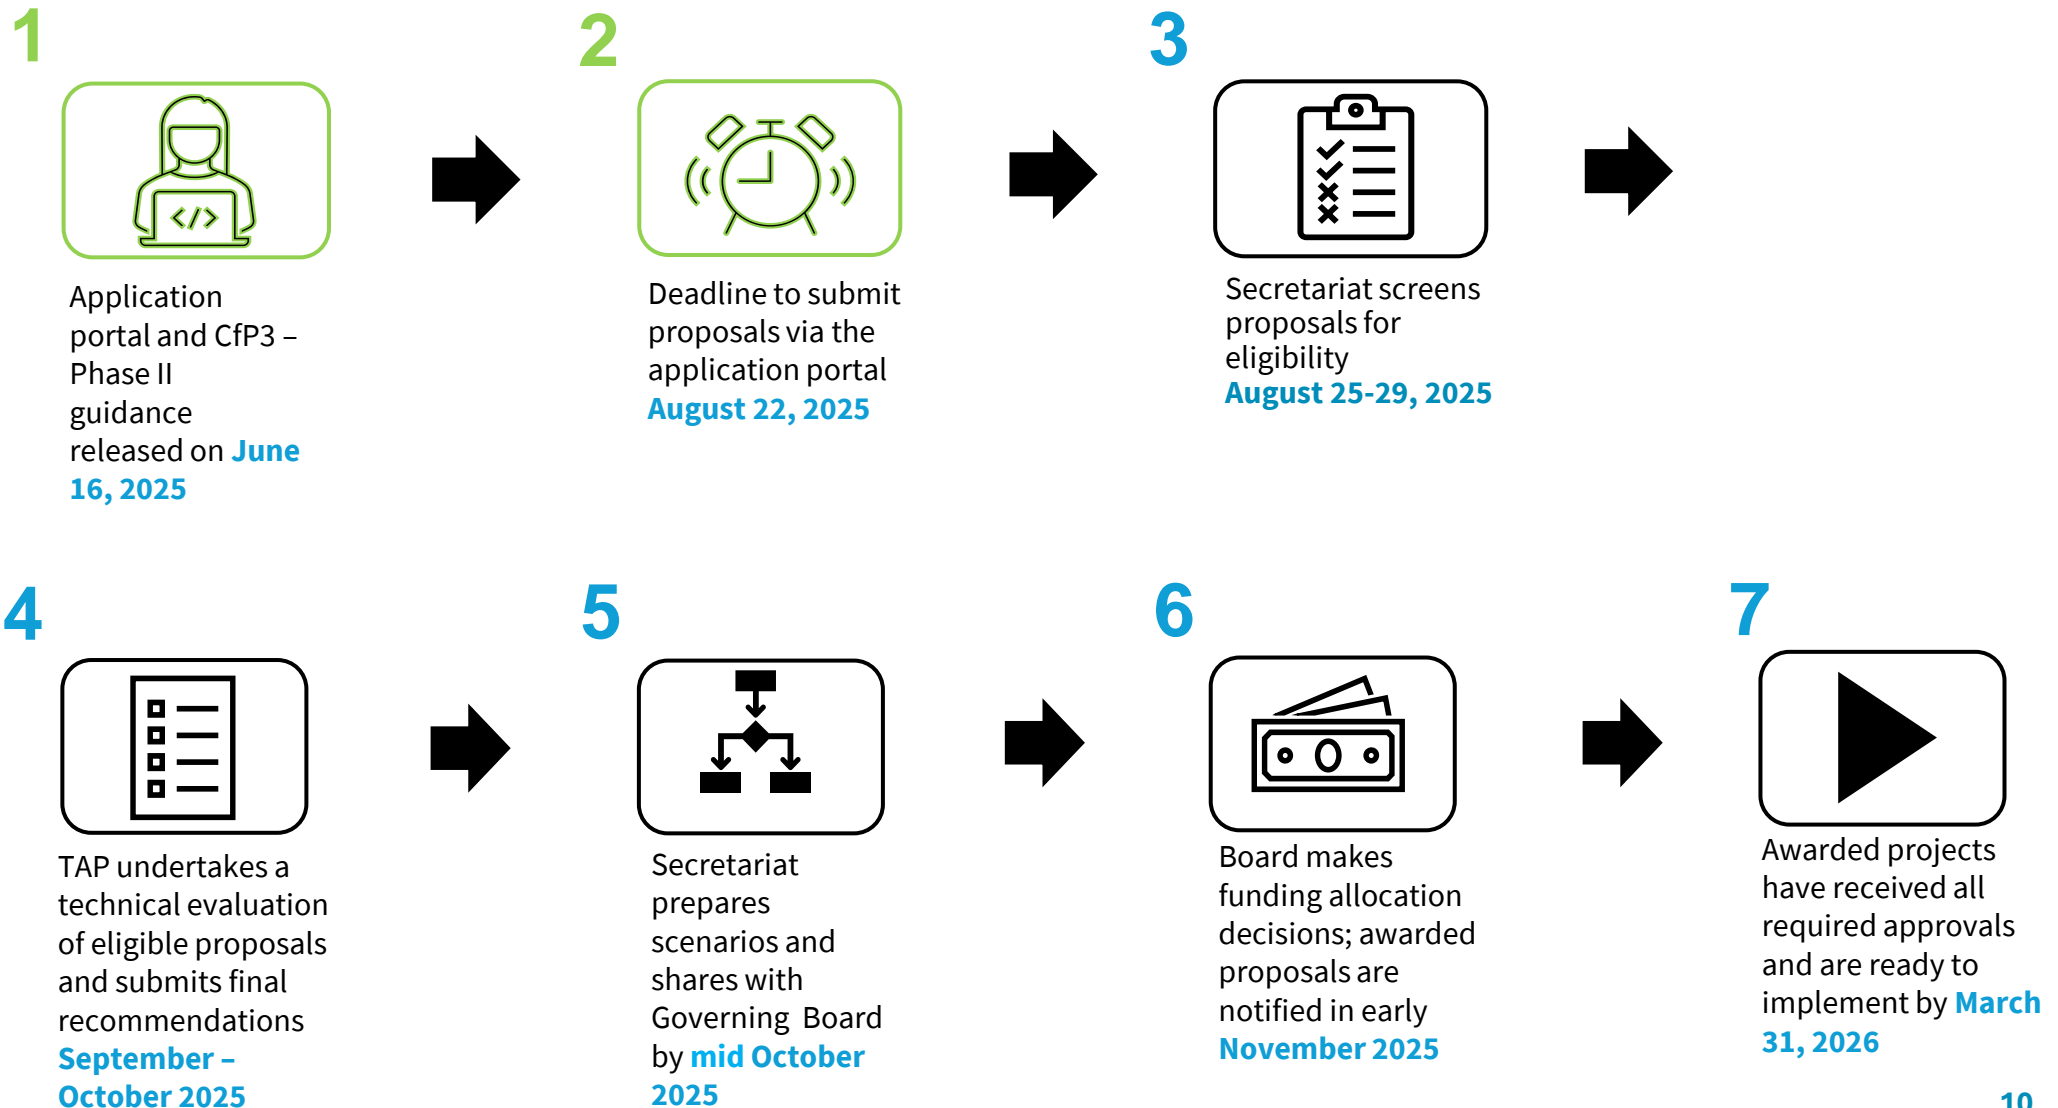 1
Application
portal and CfP3 –
Phase II
guidance
released on June
16, 2025
2
Deadline to submit
proposals via the
application portal
August 22, 2025
3
Secretariat screens
proposals for
eligibility
August 25-29, 2025
4
TAP undertakes a
technical evaluation
of eligible proposals
and submits final
recommendations
September –
October 2025
5
Secretariat
prepares
scenarios and
shares with
Governing Board
by mid October
2025
6
Board makes
funding allocation
decisions; awarded
proposals are
notified in early
November 2025
7
Awarded projects
have received all
required approvals
and are ready to
implement by March
31, 2026
10